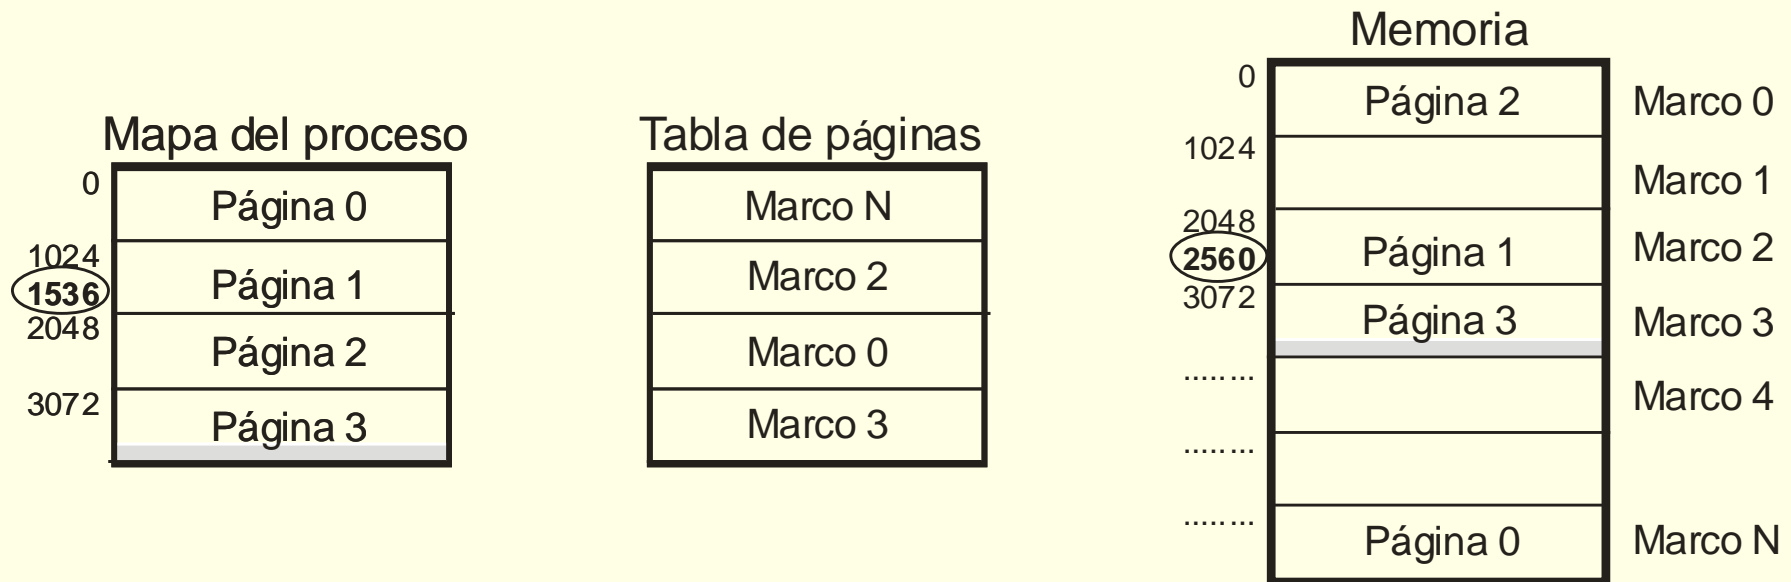 Mapa del proceso
0
Página 0
1024
1536
Página 1
2048
Página 2
3072
Página 3
Tabla de páginas
Marco N
Marco 2
Marco 0
Marco 3
Memoria
0
Página 2
Marco 0
1024
Marco 1
2048
2560
Página 1
Marco 2
3072
Página 3
Marco 3
........
Marco 4
........
........
Página 0
Marco N